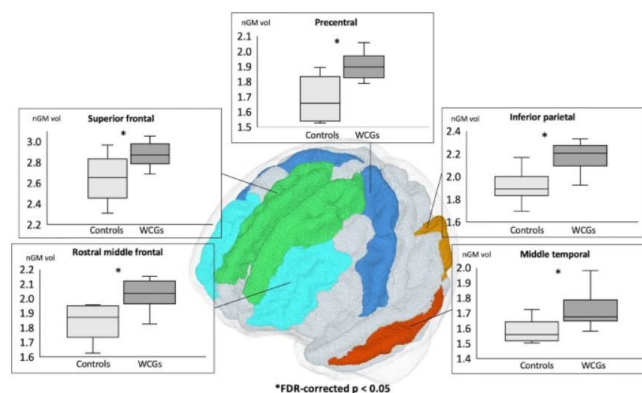 Precentral
nGM vol
2.1
2.0
1.9
1.8
1.7
1.6
1.5
*
Controls WCGs
Superior frontal
nGM vol
3.0
2.8
2.6
2.4
2.2
*
Controls WCGs
Inferior parietal
nGM vol
2.4
2.2
2.0
1.8
1.6
*
Controls WCGs
Rostral middle frontal
nGM vol
2.2
2.1
2.0
1.9
1.8
1.7
1.6
*
Controls WCGs
Middle temporal
nGM vol
2.0
1.9
1.8
1.7
1.6
1.5
1.4
*
Controls WCGs
*FDR-corrected p < 0.05